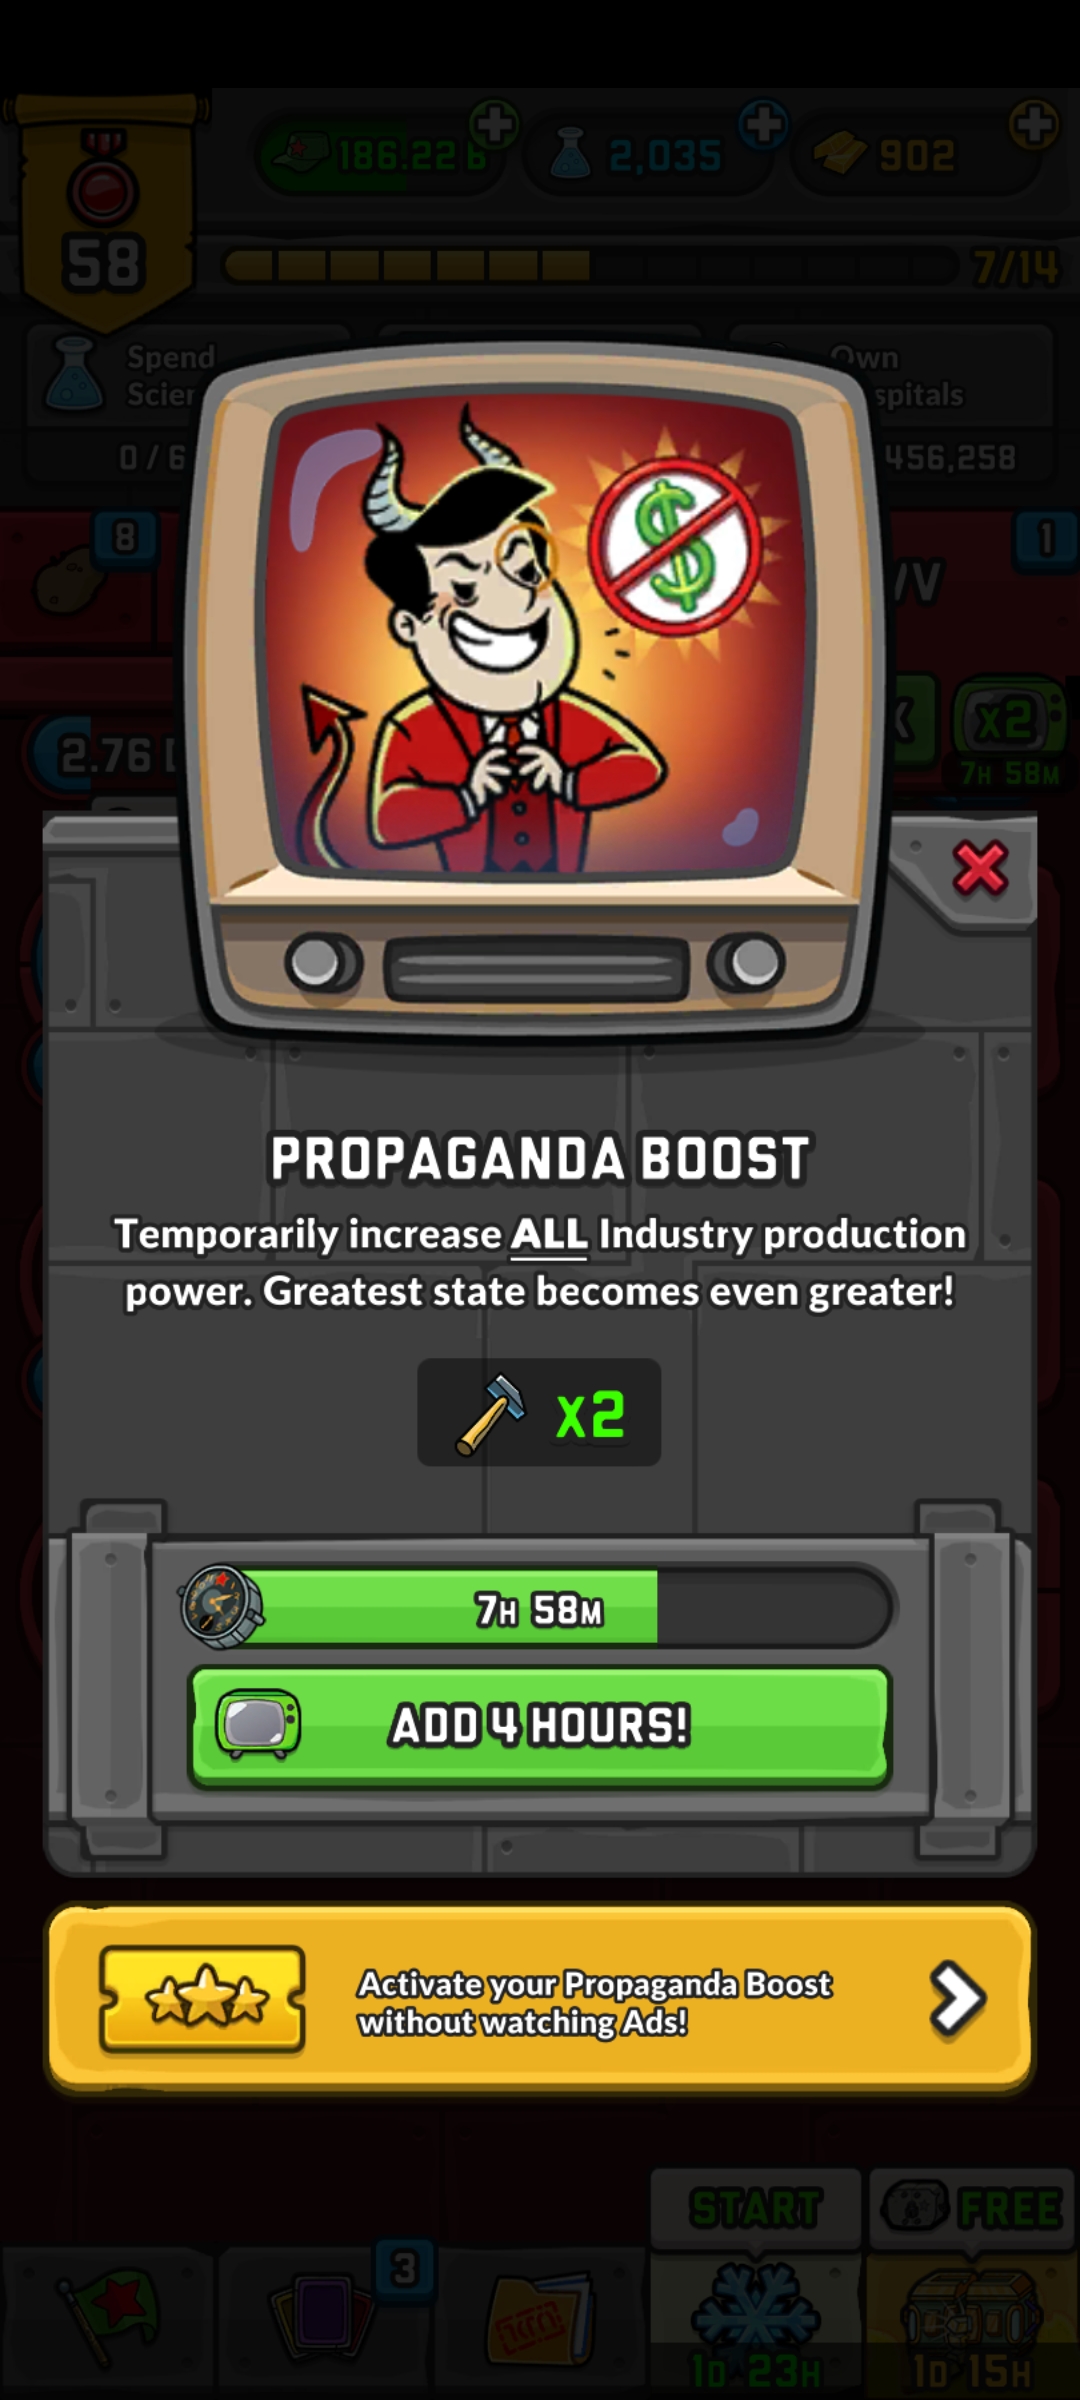 186.22 B
2,035
902
58
7/14
Spend
Own
0 / 6
456,258
8
1
2.76
x2
7H 58M
PROPAGANDA BOOST
Temporarily increase ALL Industry production
power. Greatest state becomes even greater!
x2
7H 58M
ADD 4 HOURS!
Activate your Propaganda Boost
without watching Ads!
START
FREE
3
1D 23H
1D 15H